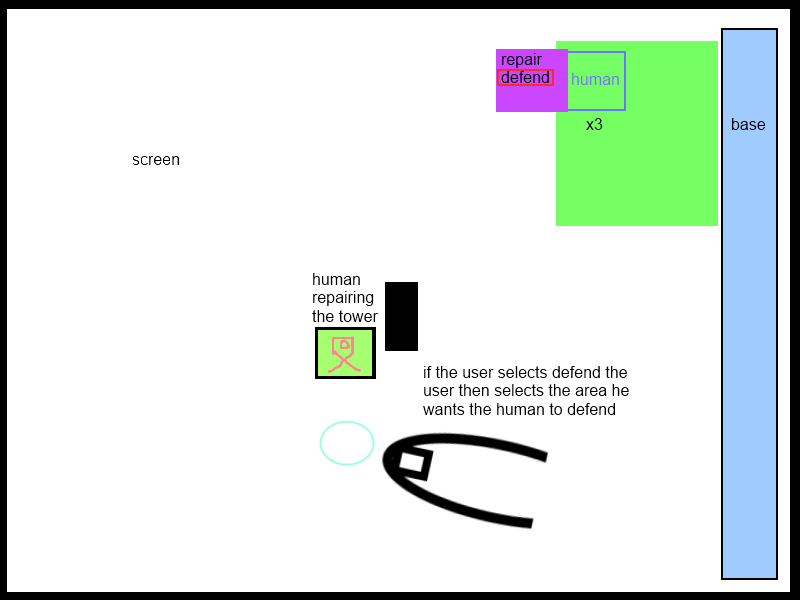 repair
defend
human
x3
base
screen
human
repairing
the tower
if the user selects defend the
user then selects the area he
wants the human to defend